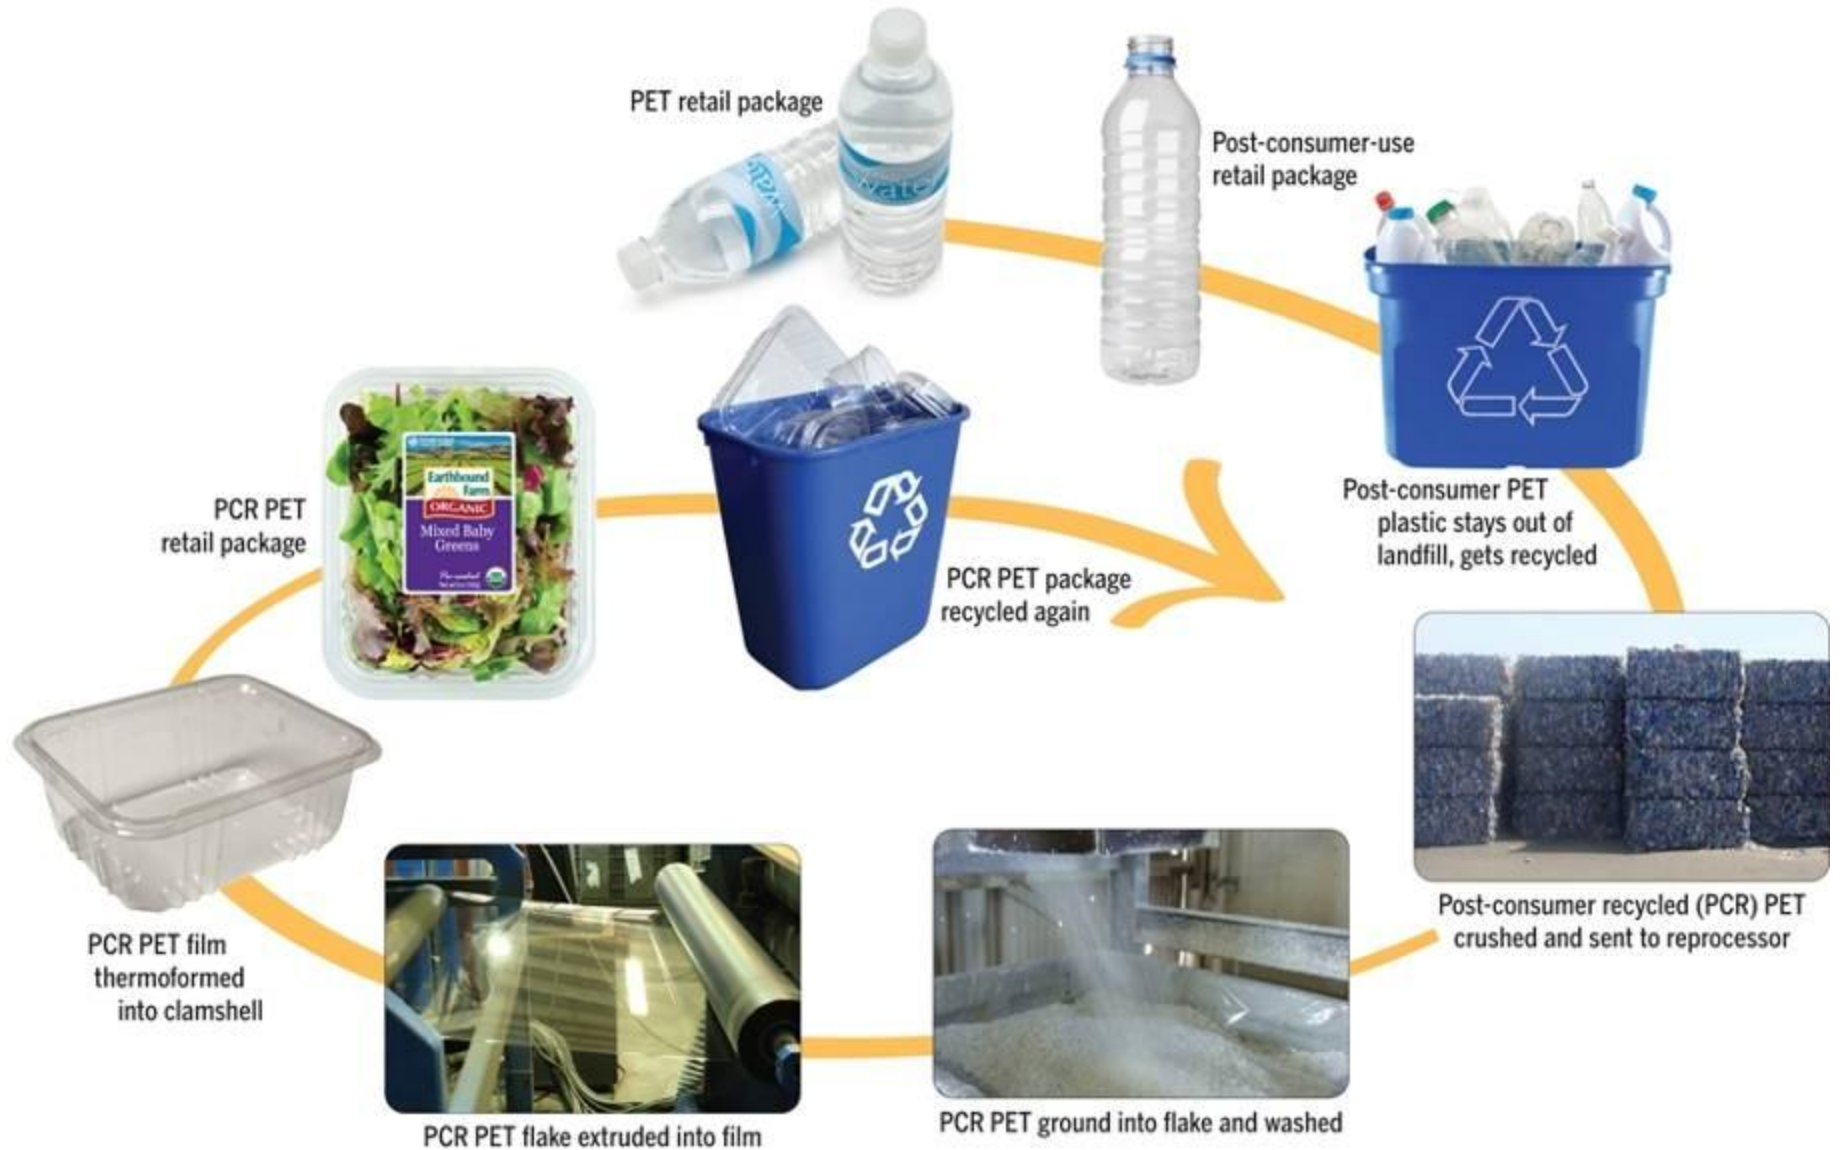 PET retail package
water
water
Post-consumer-use
retail package
Post-consumer PET
plastic stays out of
landfill, gets recycled
Post-consumer recycled (PCR) PET
crushed and sent to reprocessor
PCR PET ground into flake and washed
PCR PET flake extruded into film
PCR PET film
thermoformed
into clamshell
PCR PET
retail package
Earthbound
Farm
ORGANIC
Mixed Baby
Greens
PCR PET package
recycled again